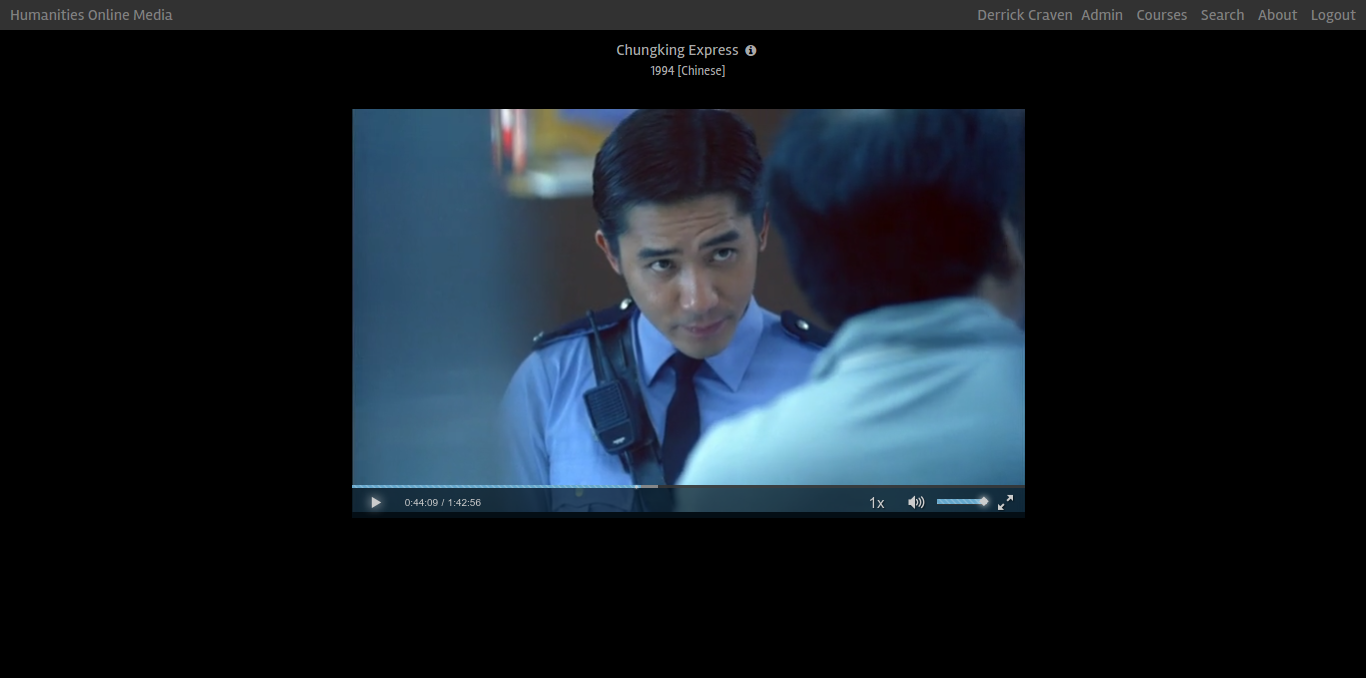 Humanities Online Media
Derrick Craven Admin Courses Search About Logout
Chungking Express
1994 [Chinese]
0:44:09 / 1:42:56 1x